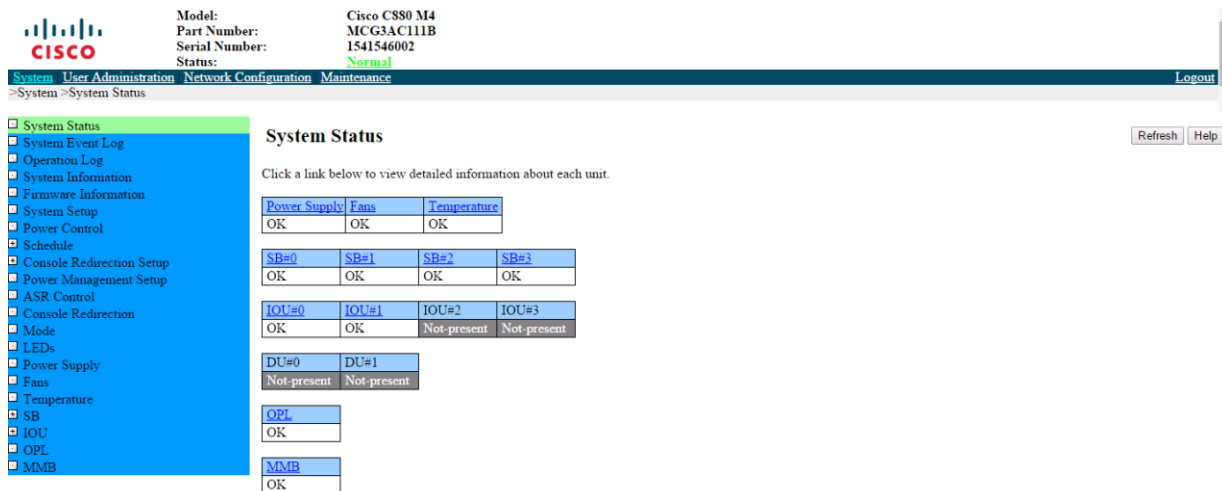 CISCO
Model: Cisco C880 M4
Part Number: MCG3AC111B
Serial Number: 1541546002
Status: Normal
System User Administration Network Configuration Maintenance Logout
>System >System Status
System Status
System Event Log
Operation Log
System Information
Firmware Information
System Setup
Power Control
Schedule
Console Redirection Setup
Power Management Setup
ASR Control
Console Redirection
Mode
LEDs
Power Supply
Fans
Temperature
SB
IOU
OPL
MMB
System Status
Refresh Help
Click a link below to view detailed information about each unit.
Power Supply Fans Temperature
OK OK OK
SB#0 SB#1 SB#2 SB#3
OK OK OK OK
IOU#0 IOU#1 IOU#2 IOU#3
OK OK Not-present Not-present
DU#0 DU#1
Not-present Not-present
OPL
OK
MMB
OK